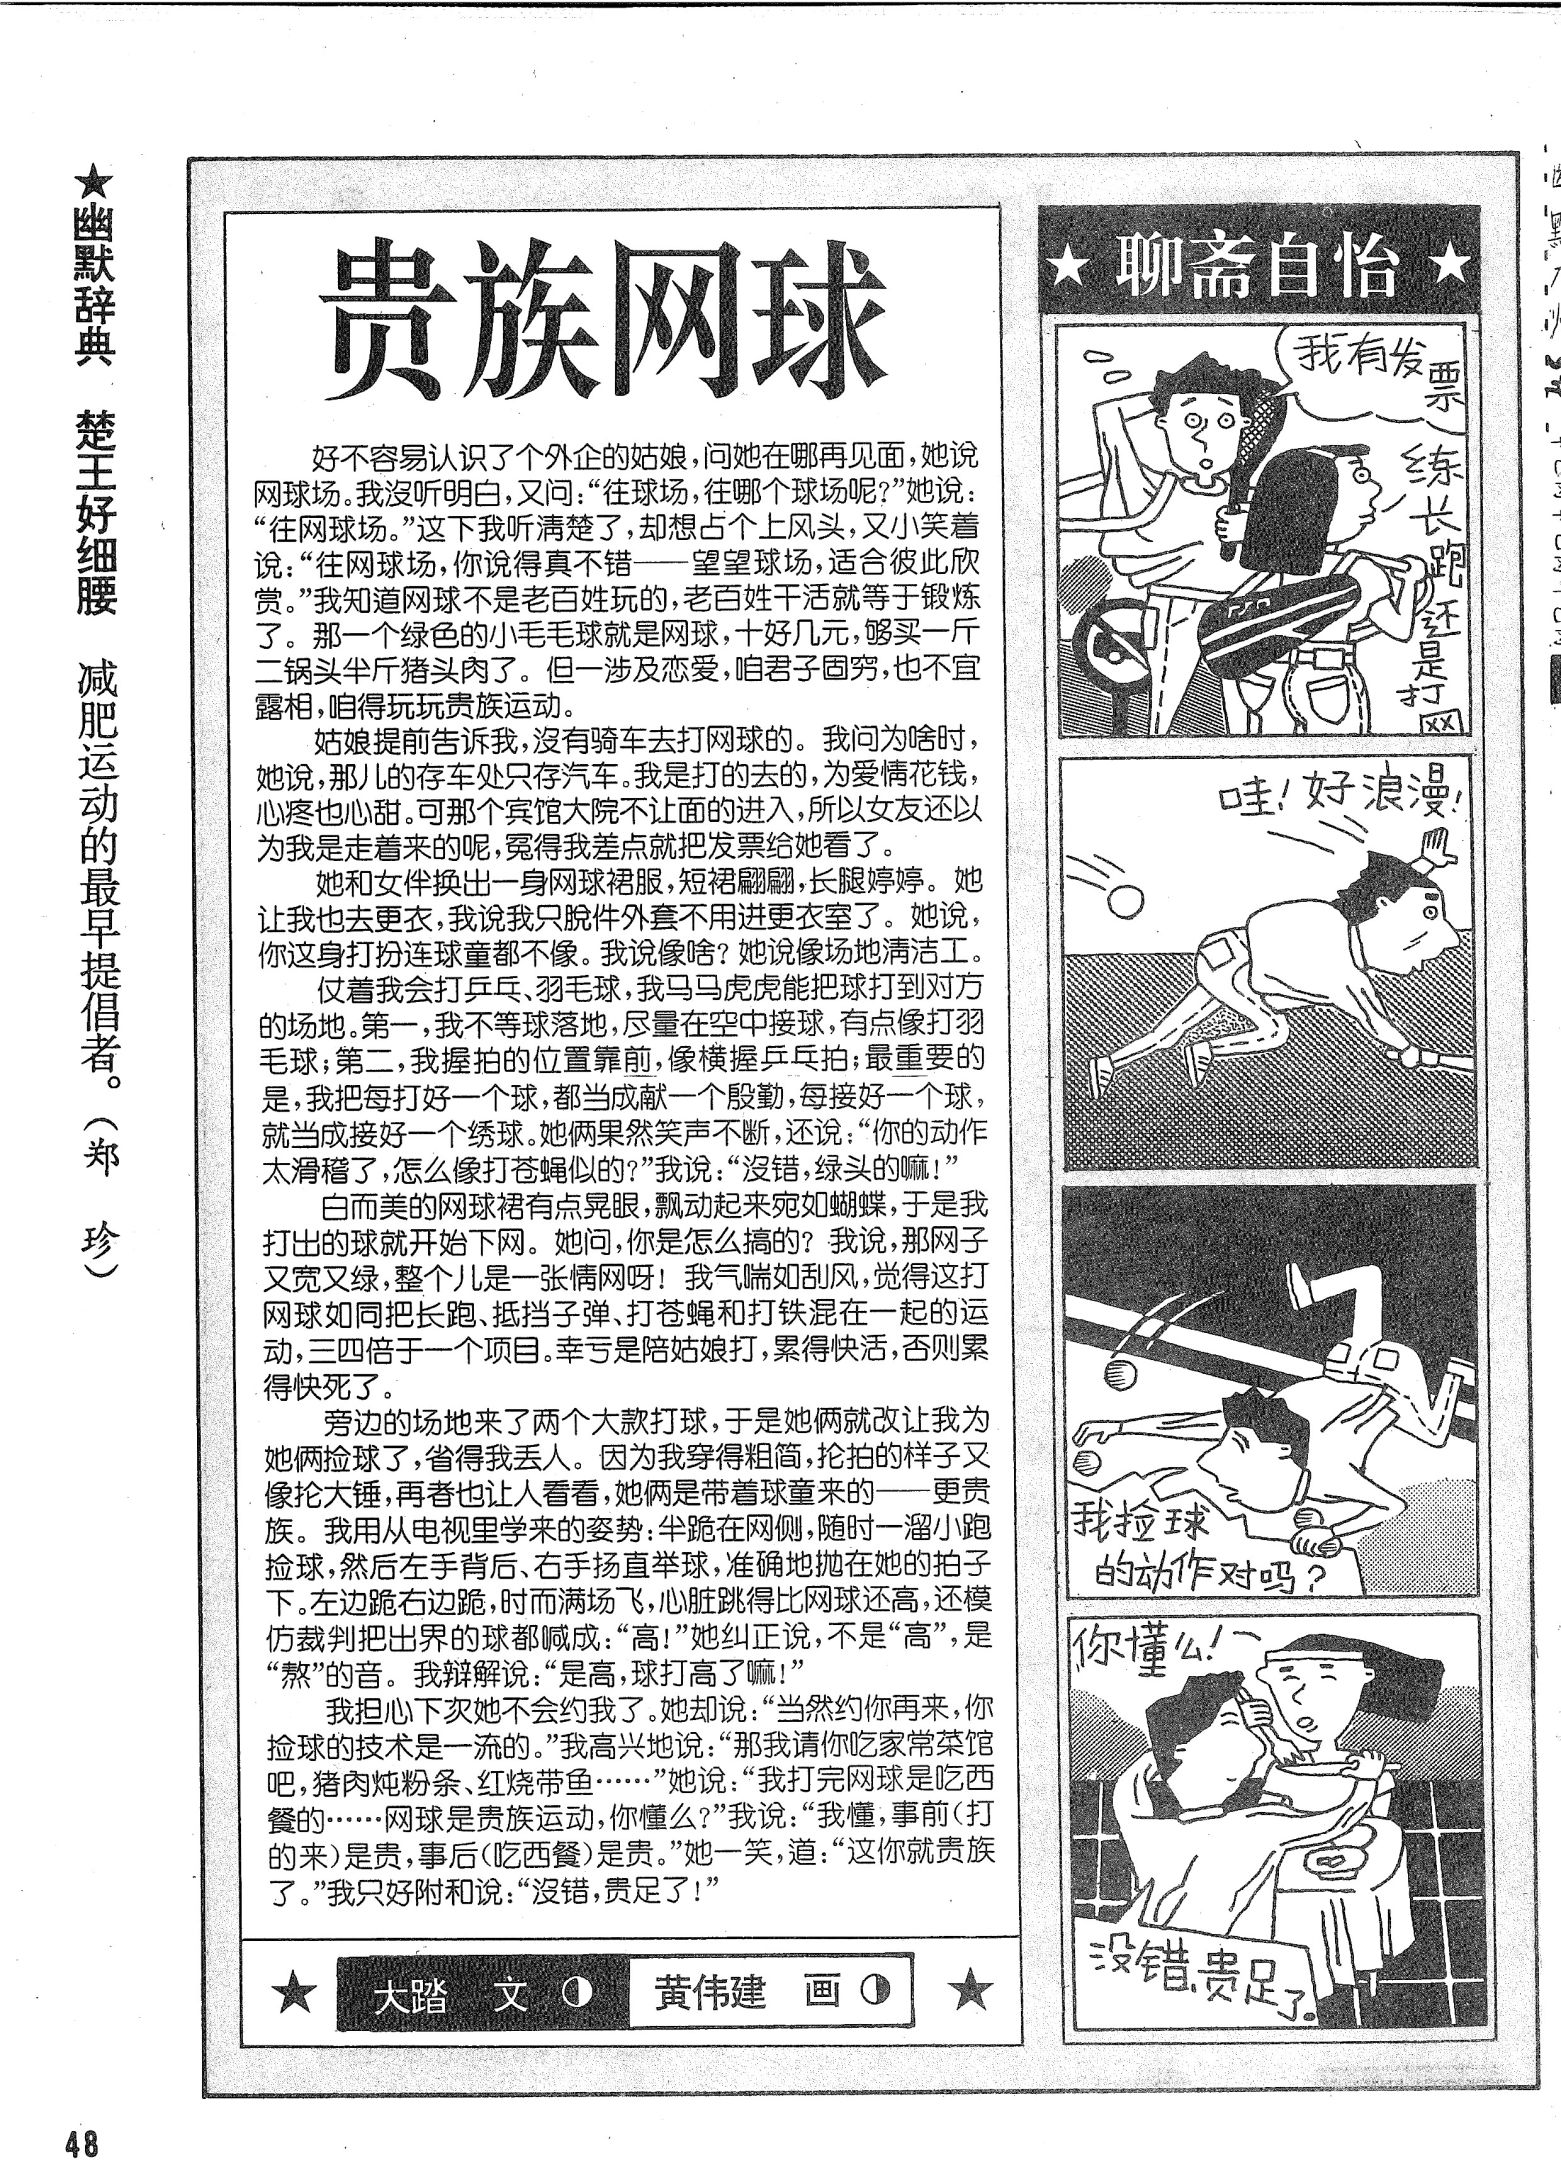 ★幽默辞典 楚王好细腰 减肥运动的最早提倡者。(郑 珍)
贵族网球
好不容易认识了个外企的姑娘,问她在哪再见面,她说
网球场。我没听明白,又问:“往球场,往哪个球场呢?”她说:
“往网球场。”这下我听清楚了,却想占个上风头,又小笑着
说:“往网球场,你说得真不错——望望球场,适合彼此欣
赏。”我知道网球不是老百姓玩的,老百姓干活就等于锻炼
了。那一个绿色的小毛毛球就是网球,十好几元,够买一斤
二锅头半斤猪头肉了。但一涉及恋爱,咱君子固穷,也不宜
露相,咱得玩玩贵族运动。
姑娘提前告诉我,没有骑车去打网球的。我问为啥时,
她说,那儿的存车处只存汽车。我是打的去的,为爱情花钱,
心疼也心甜。可那个宾馆大院不让面的进入,所以女友还以
为我是走着来的呢,冤得我差点就把发票给她看了。
她和女伴换出一身网球裙服,短裙翩翩,长腿婷婷。她
让我也去更衣,我说我只脱件外套不用进更衣室了。她说,
你这身打扮连球童都不像。我说像啥?她说像场地清洁工。
仗着我会打乒乓、羽毛球,我马马虎虎能把球打到对方
的场地。第一,我不等球落地,尽量在空中接球,有点像打羽
毛球;第二,我握拍的位置靠前,像横握乒乓拍;最重要的
是,我把每打好一个球,都当成献一个殷勤,每接好一个球,
就当成接好一个绣球。她俩果然笑声不断,还说:“你的动作
太滑稽了,怎么像打苍蝇似的?”我说:“没错,绿头的嘛!”
白而美的网球裙有点晃眼,飘动起来宛如蝴蝶,于是我
打出的球就开始下网。她问,你是怎么搞的?我说,那网子
又宽又绿,整个儿是一张情网呀!我气喘如刮风,觉得这打
网球如同把长跑、抵挡子弹、打苍蝇和打铁混在一起的运
动,三四倍于一个项目。幸亏是陪姑娘打,累得快活,否则累
得快死了。
旁边的场地来了两个大款打球,于是她俩就改让我为
她俩捡球了,省得我丢人。因为我穿得粗简,抡拍的样子又
像抡大锤,再者也让人看看,她俩是带着球童来的——更贵
族。我用从电视里学来的姿势:半跪在网侧,随时一溜小跑
捡球,然后左手背后、右手扬直举球,准确地抛在她的拍子
下。左边跪右边跪,时而满场飞,心脏跳得比网球还高,还模
仿裁判把出界的球都喊成:“高!”她纠正说,不是“高”,是
“熬”的音。我辩解说:“是高,球打高了嘛!”
我担心下次她不会约我了。她却说:“当然约你再来,你
捡球的技术是一流的。”我高兴地说:“那我请你吃家常菜馆
吧,猪肉炖粉条、红烧带鱼……”她说:“我打完网球是吃西
餐的……网球是贵族运动,你懂么?”我说:“我懂,事前(打
的来)是贵,事后(吃西餐)是贵。”她一笑,道:“这你就贵族
了。”我只好附和说:“没错,贵足了!”
★ 大踏 文 黄伟建 画 ★
★ 聊斋自怡 ★
我有发票
练长跑还是打网
哇!好浪漫!
我捡球
的动作对吗?
你懂么!
没错,贵足了.
48